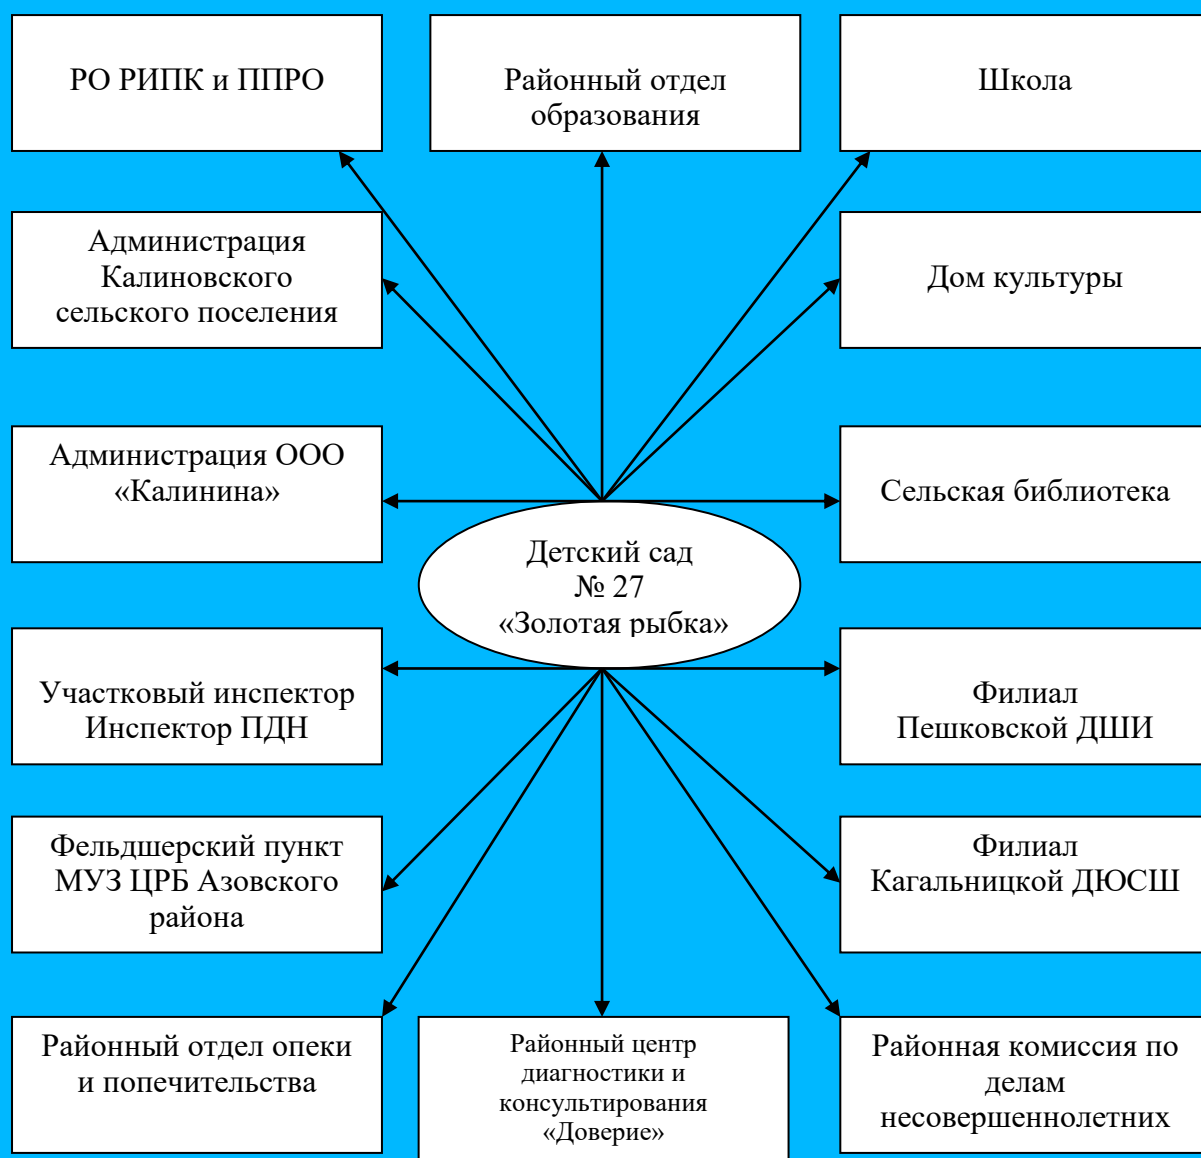 РО РИПК и ППРО
Районный отдел
образования
Школа
Администрация
Калиновского
сельского поселения
Дом культуры
Администрация ООО
«Калинина»
Сельская библиотека
Детский сад
№ 27
«Золотая рыбка»
Участковый инспектор
Инспектор ПДН
Филиал
Пешковской ДШИ
Фельдшерский пункт
МУЗ ЦРБ Азовского
района
Филиал
Кагальницкой ДЮСШ
Районный отдел опеки
и попечительства
Районный центр
диагностики и
консультирования
«Доверие»
Районная комиссия по
делам
несовершеннолетних